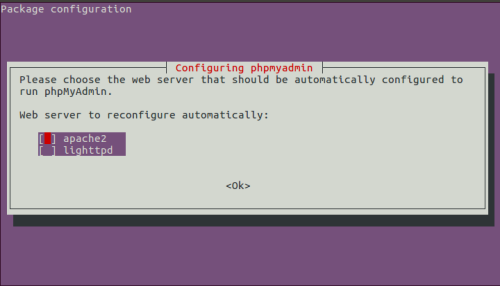 Package configuration
Configuring phpmyadmin
Please choose the web server that should be automatically configured to
run phpMyAdmin.
Web server to reconfigure automatically:
[ ] apache2
[ ] lighttpd
<Ok>